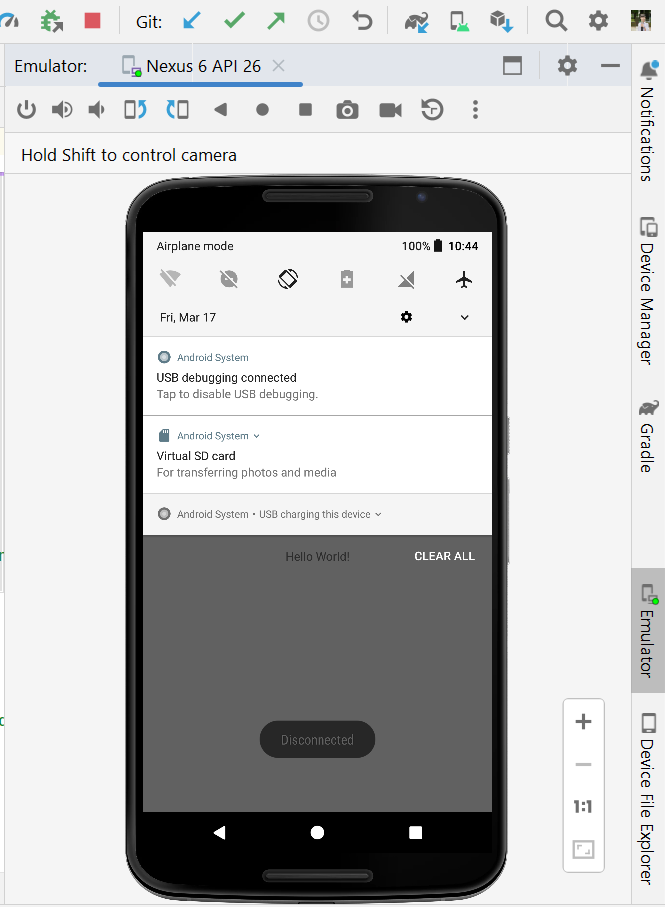 Git:
Emulator:
Nexus 6 API 26
Hold Shift to control camera
Airplane mode
100%
10:44
Fri, Mar 17
Android System
USB debugging connected
Tap to disable USB debugging.
Android System
Virtual SD card
For transferring photos and media
Android System • USB charging this device
Hello World!
CLEAR ALL
Disconnected
1:1
Notifications
Device Manager
Gradle
Emulator
Device File Explorer